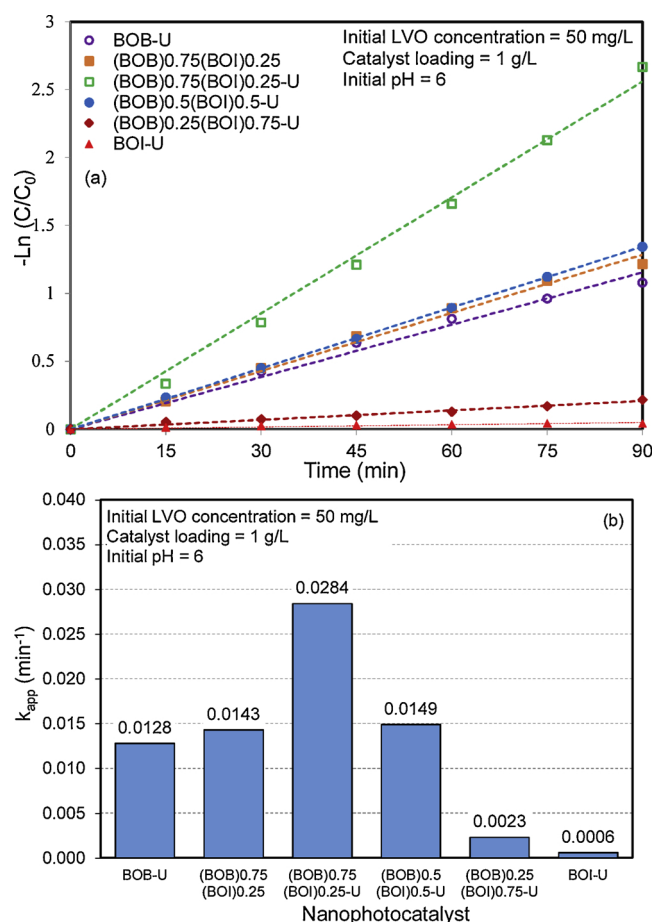 3
2.5
2
1.5
1
0.5
0
-Ln (C/C0)
BOB-U
(BOB)0.75(BOI)0.25
(BOB)0.75(BOI)0.25-U
(BOB)0.5(BOI)0.5-U
(BOB)0.25(BOI)0.75-U
BOI-U
Initial LVO concentration = 50 mg/L
Catalyst loading = 1 g/L
Initial pH = 6
(a)
0 15 30 45 60 75 90
Time (min)
0.040
0.035
0.030
0.025
0.020
0.015
0.010
0.005
0.000
kapp (min-1)
Initial LVO concentration = 50 mg/L
Catalyst loading = 1 g/L
Initial pH = 6
(b)
0.0128
0.0143
0.0284
0.0149
0.0023
0.0006
BOB-U
(BOB)0.75
(BOI)0.25
(BOB)0.75
(BOI)0.25-U
(BOB)0.5
(BOI)0.5-U
(BOB)0.25
(BOI)0.75-U
BOI-U
Nanophotocatalyst